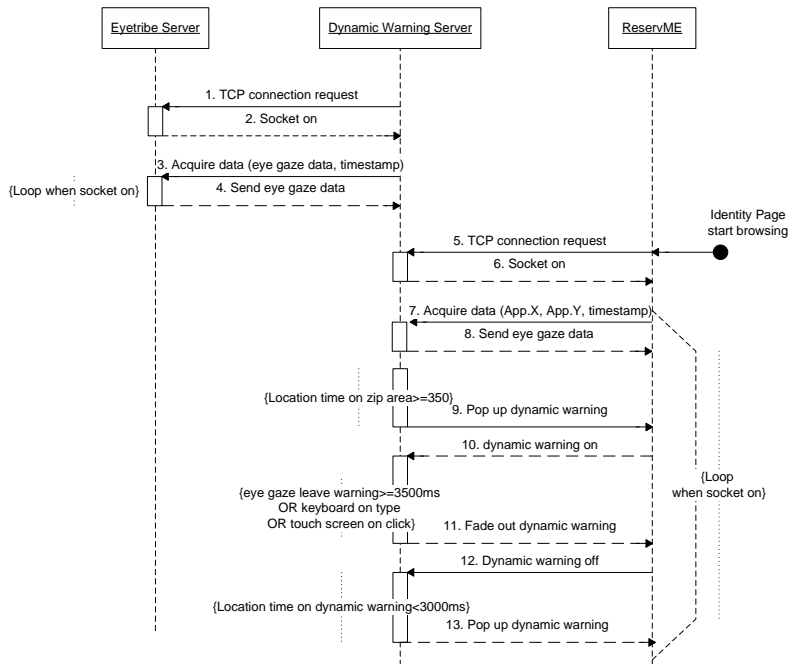 Eyetribe Server
Dynamic Warning Server
ReservME
1. TCP connection request
2. Socket on
3. Acquire data (eye gaze data, timestamp)
{Loop when socket on}
4. Send eye gaze data
Identity Page
start browsing
5. TCP connection request
6. Socket on
7. Acquire data (App.X, App.Y, timestamp)
8. Send eye gaze data
{Location time on zip area>=350}
9. Pop up dynamic warning
10. dynamic warning on
{Loop
when socket on}
{eye gaze leave warning>=3500ms
OR keyboard on type
OR touch screen on click}
11. Fade out dynamic warning
12. Dynamic warning off
{Location time on dynamic warning<3000ms}
13. Pop up dynamic warning